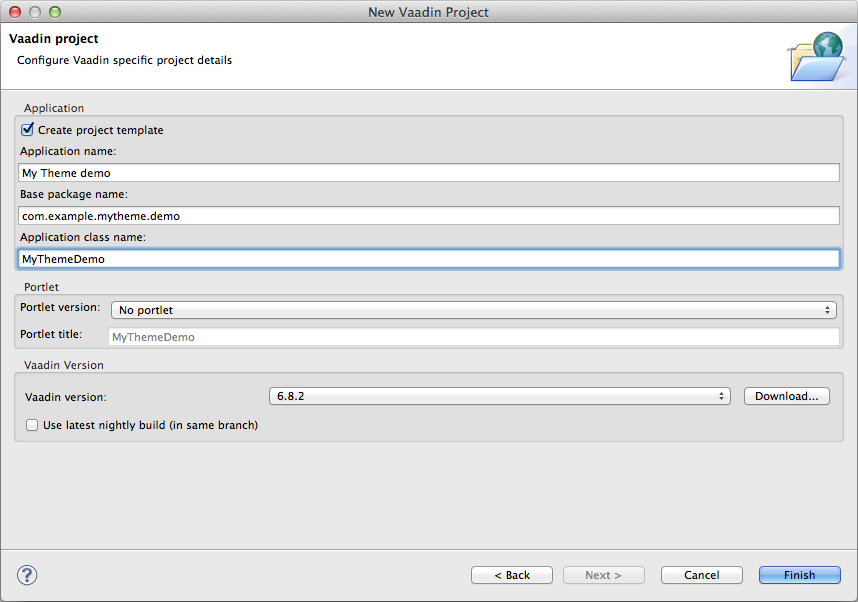 New Vaadin Project
Vaadin project
Configure Vaadin specific project details
Application
Create project template
Application name:
My Theme demo
Base package name:
com.example.mytheme.demo
Application class name:
MyThemeDemo
Portlet
Portlet version: No portlet
Portlet title: MyThemeDemo
Vaadin Version
Vaadin version: 6.8.2 Download...
Use latest nightly build (in same branch)
? < Back Next > Cancel Finish